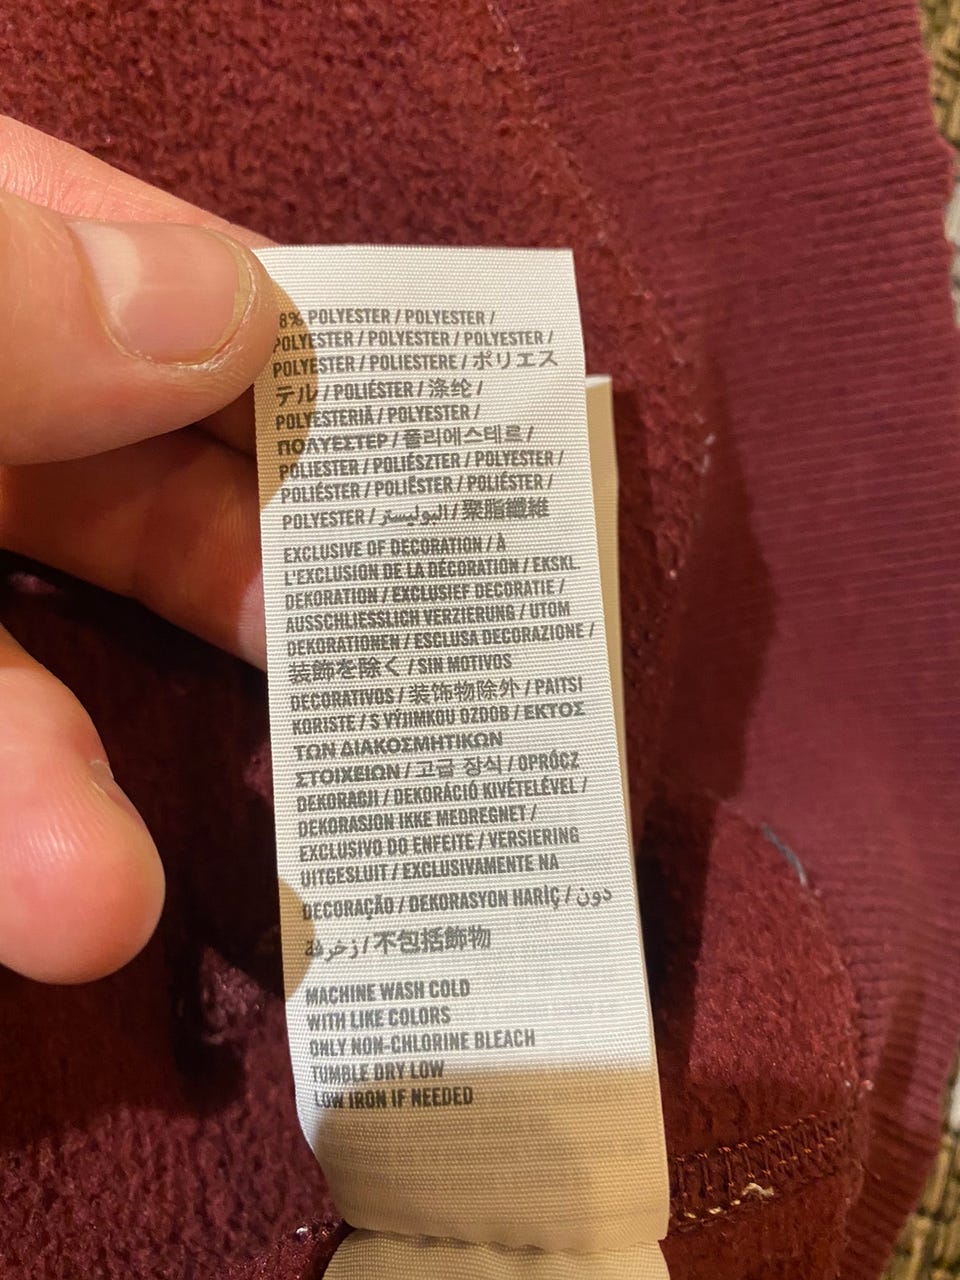 8% POLYESTER / POLYESTER /
POLYESTER / POLYESTER / POLYESTER /
POLYESTER / POLIESTERE / ポリエス
テル / POLIÉSTER / 涤纶 /
POLYESTERIÄ / POLYESTER /
ΠΟΛΥΕΣΤΕΡ / 폴리에스테르 /
POLIESTER / POLIÉSZTER / POLYESTER /
POLIÉSTER / POLIËSTER / POLIÉSTER /
POLYESTER / البوليستر / 聚脂纖維
EXCLUSIVE OF DECORATION / À
L'EXCLUSION DE LA DÉCORATION / EKSKL.
DEKORATION / EXCLUSIEF DECORATIE /
AUSSCHLIESSLICH VERZIERUNG / UTOM
DEKORATIONEN / ESCLUSA DECORAZIONE /
装飾を除く / SIN MOTIVOS
DECORATIVOS / 装饰物除外 / PAITSI
KORISTE / S VÝJIMKOU OZDOB / ΕΚΤΟΣ
ΤΩΝ ΔΙΑΚΟΣΜΗΤΙΚΩΝ
ΣΤΟΙΧΕΙΩΝ / 고급 장식 / OPRÓCZ
DEKORACJI / DEKORÁCIÓ KIVÉTELÉVEL /
DEKORASJON IKKE MEDREGNET /
EXCLUSIVO DO ENFEITE / VERSIERING
UITGESLUIT / EXCLUSIVAMENTE NA
DECORAÇÃO / DEKORASYON HARİÇ / دون
زخرفة / 不包括飾物
MACHINE WASH COLD
WITH LIKE COLORS
ONLY NON-CHLORINE BLEACH
TUMBLE DRY LOW
LOW IRON IF NEEDED